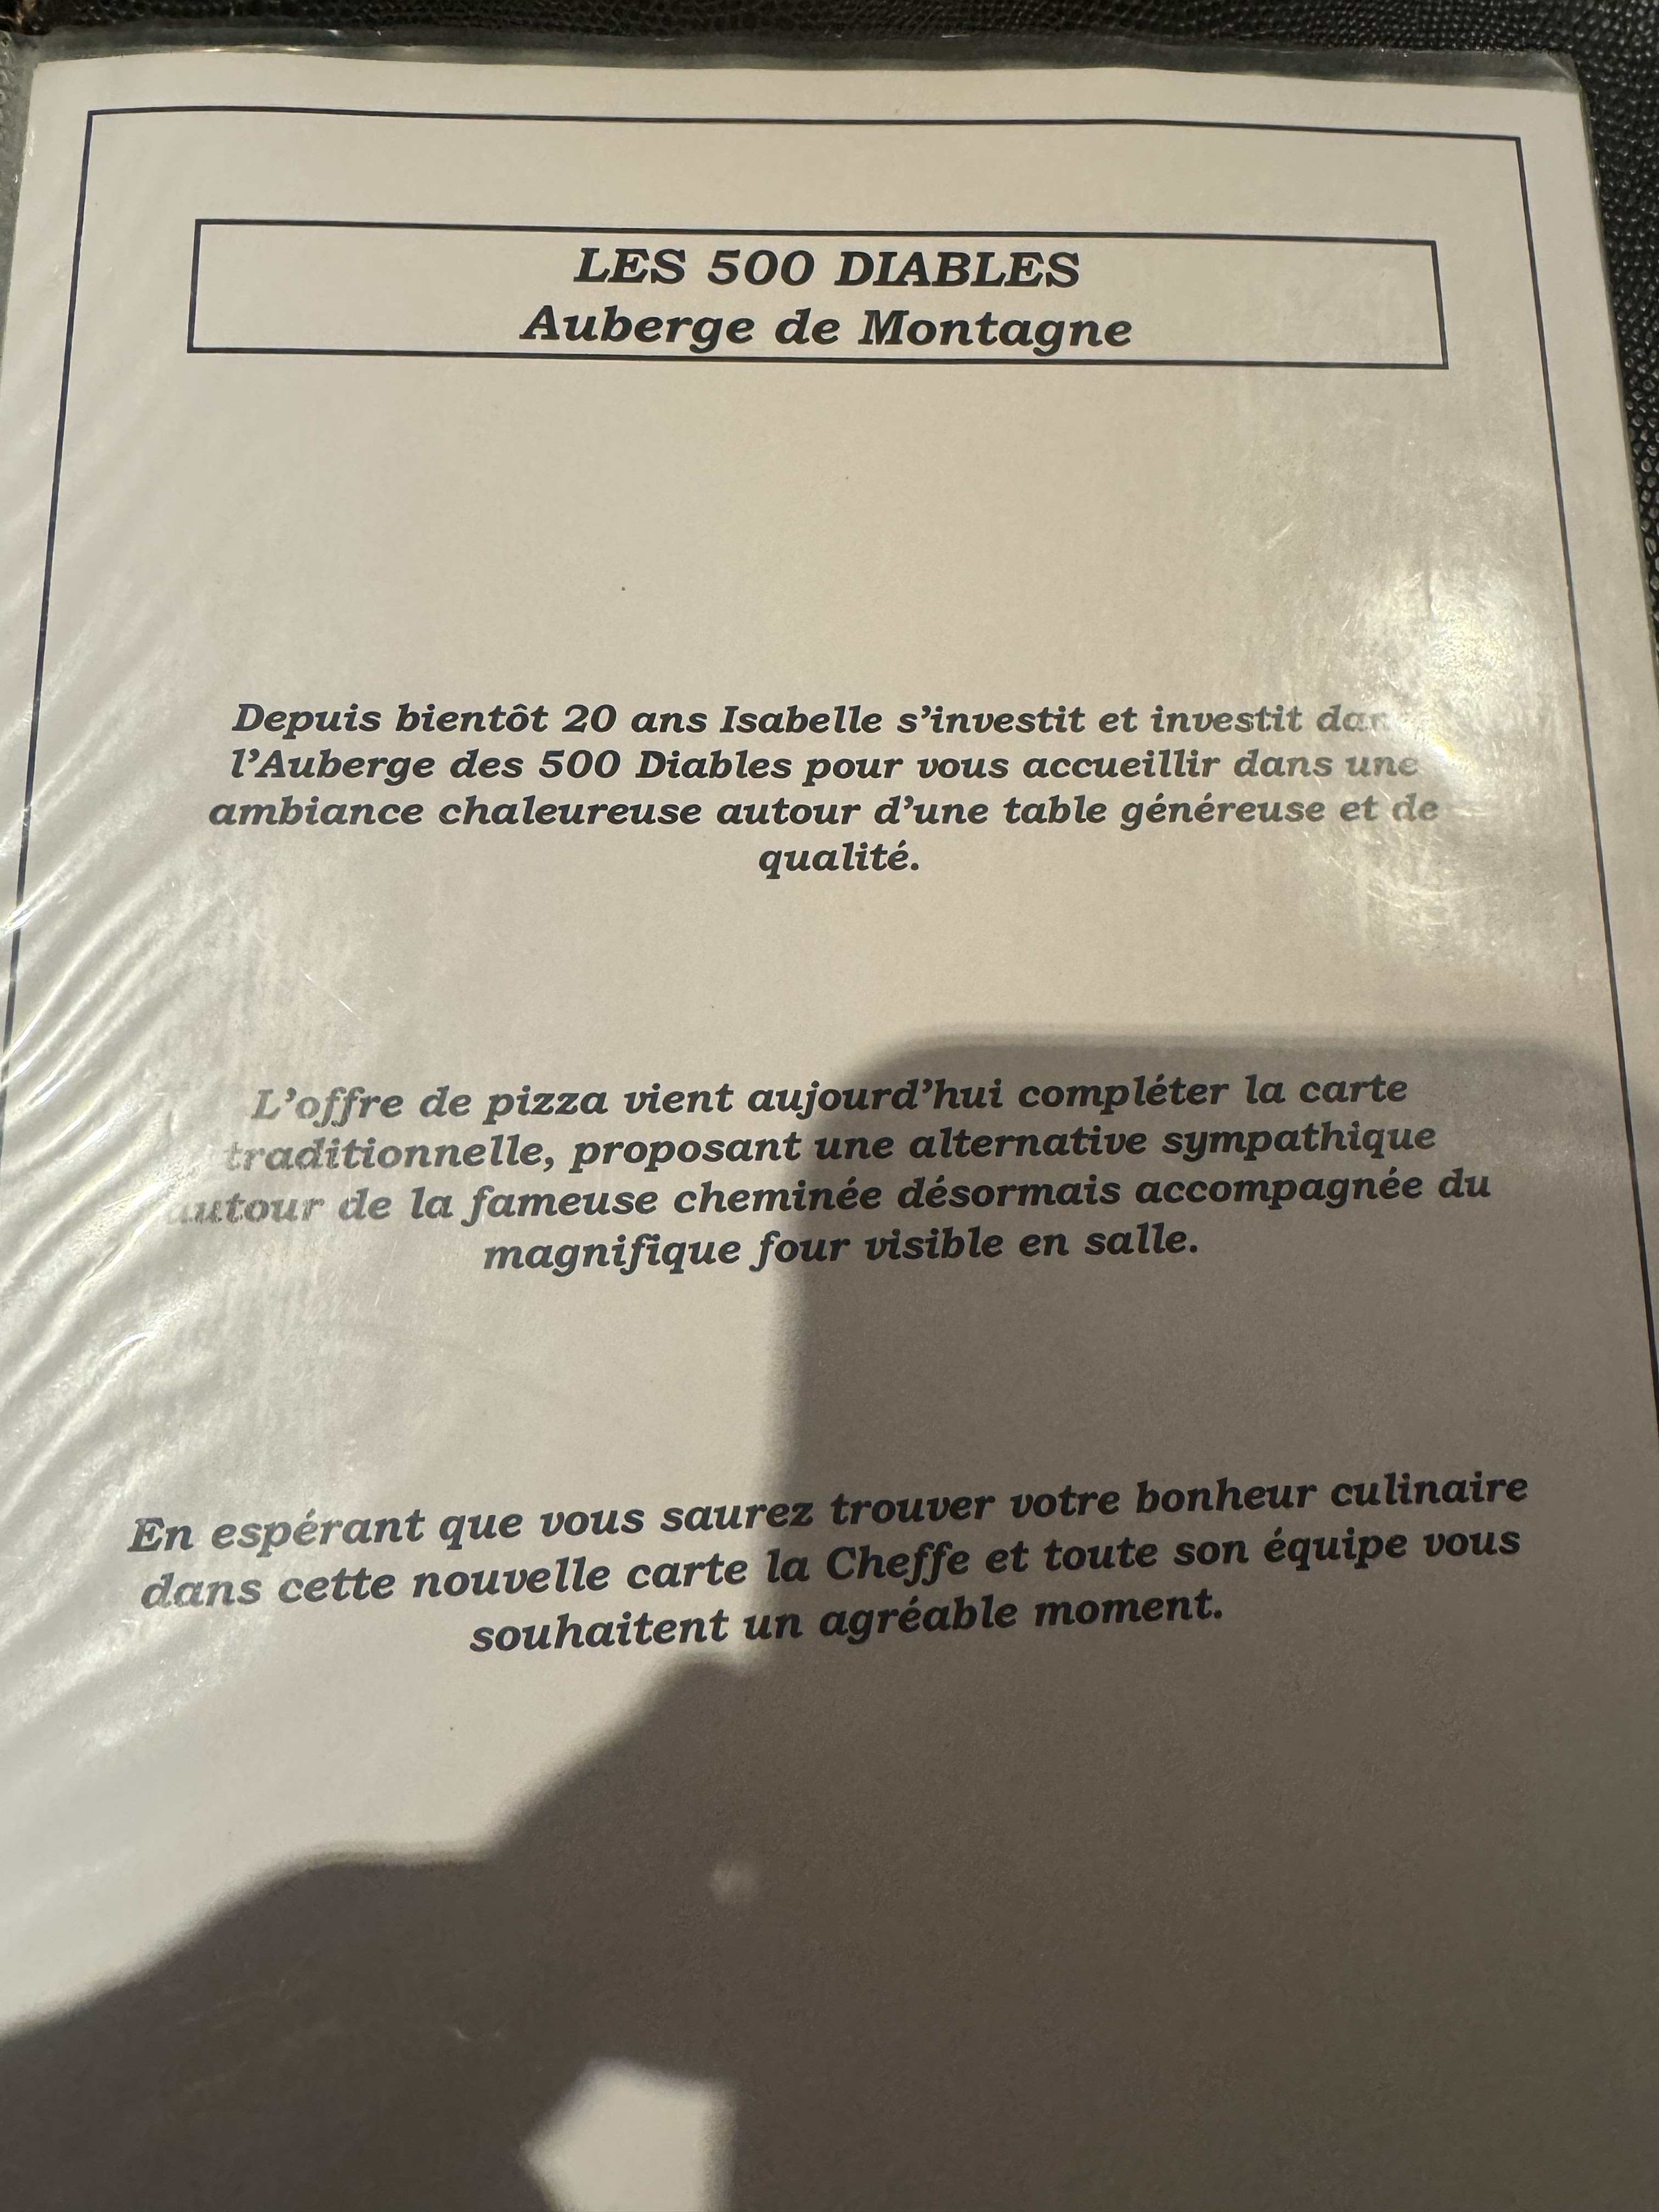 LES 500 DIABLES
Auberge de Montagne
Depuis bientôt 20 ans Isabelle s'investit et investit dans
l'Auberge des 500 Diables pour vous accueillir dans une
ambiance chaleureuse autour d'une table généreuse et de
qualité.
L'offre de pizza vient aujourd'hui compléter la carte
traditionnelle, proposant une alternative sympathique
autour de la fameuse cheminée désormais accompagnée du
magnifique four visible en salle.
En espérant que vous saurez trouver votre bonheur culinaire
dans cette nouvelle carte la Cheffe et toute son équipe vous
souhaitent un agréable moment.